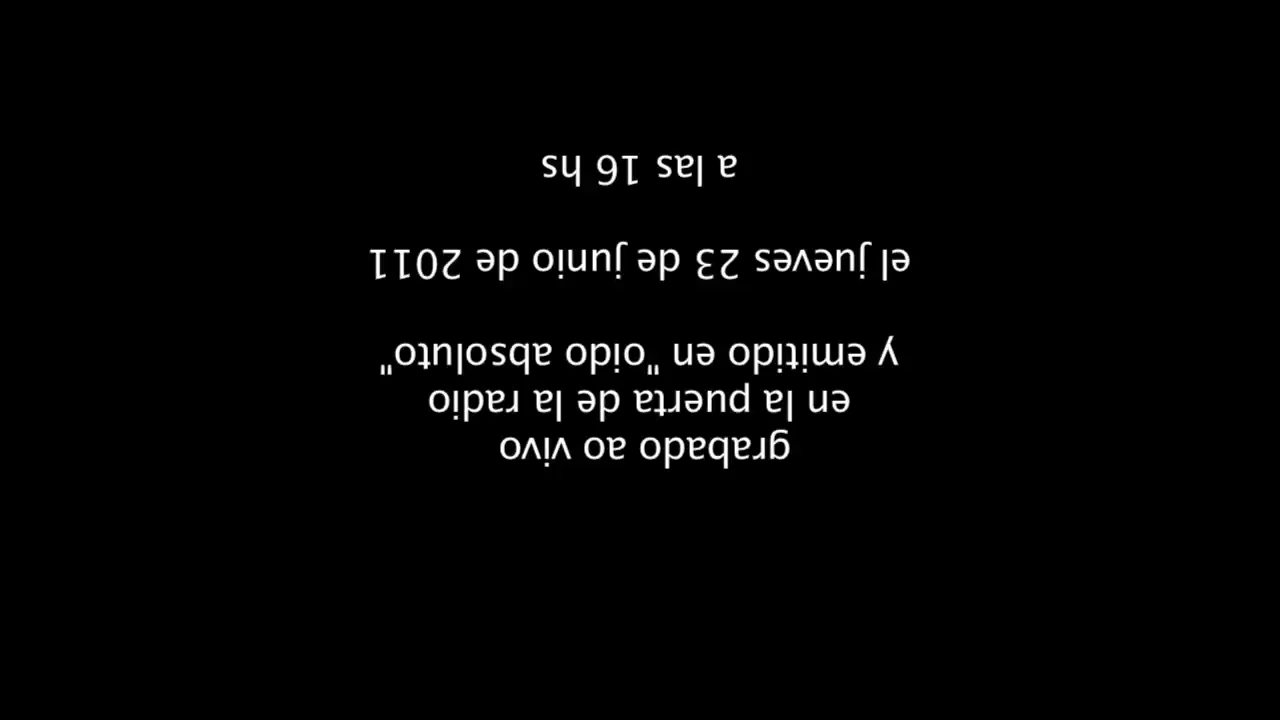 grabado ao vivo
en la puerta de la radio
y emitido en "oido absoluto"
el jueves 23 de junio de 2011
a las 16 hs